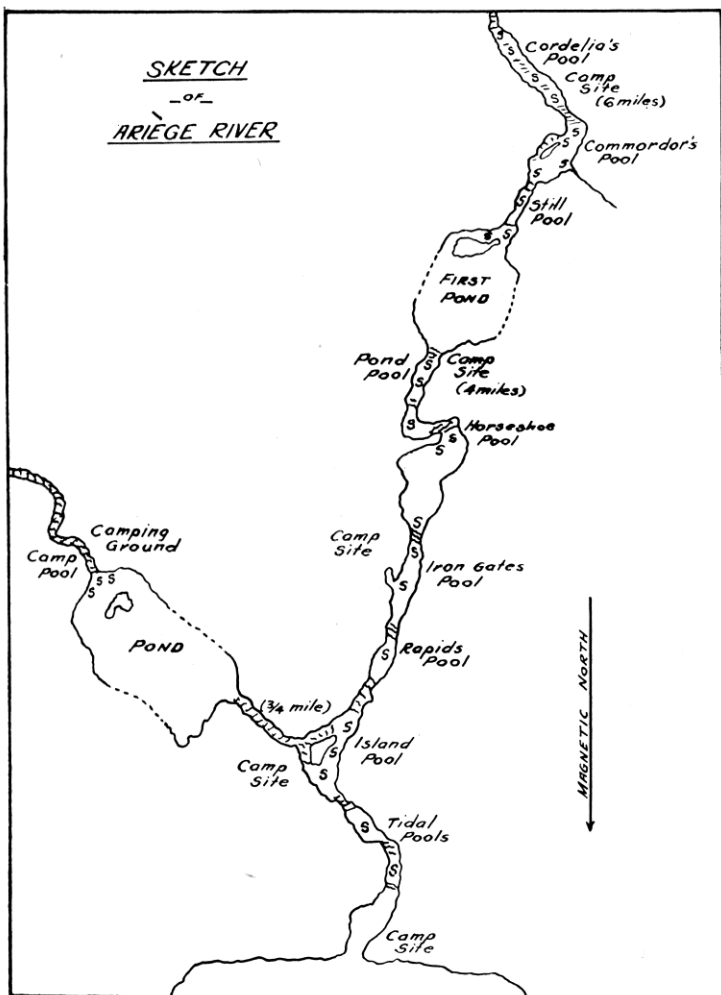 SKETCH
OF
ARIÈGE RIVER
Cordelia's
Pool
Camp
Site
(6 miles)
Commordor's
Pool
S
S
S
S
S
S
S
Still
Pool
S
S
S
FIRST
POND
Pond
Pool
S
S
Camp
Site
(4 miles)
S
Horseshoe
Pool
S
S
Camp
Site
S
S
Iron Gates
Pool
S
Camping
Ground
Camp
Pool
S
S
S
POND
Rapids
Pool
S
(3/4 mile)
Island
Pool
S
S
S
Camp
Site
Tidal
Pools
S
S
Camp
Site
MAGNETIC NORTH